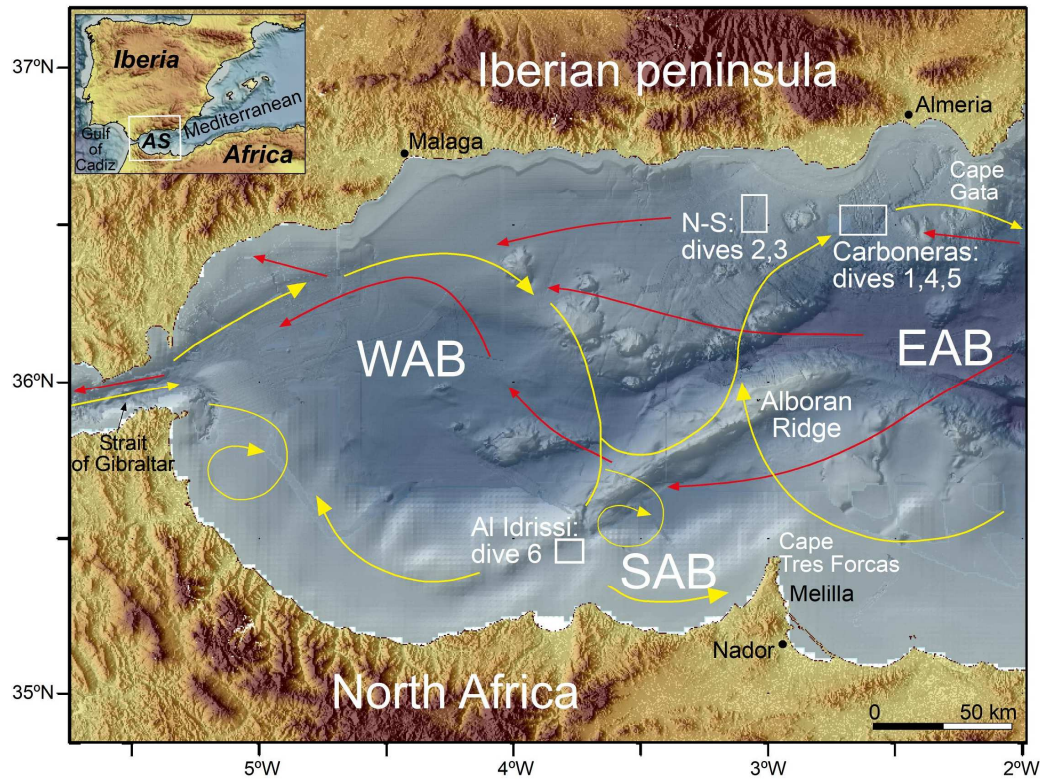 37ºN
36ºN
35ºN
Iberia
Mediterranean
Gulf
of
Cadiz
AS
Africa
Iberian peninsula
Almeria
Malaga
Cape
Gata
N-S:
dives 2,3
Carboneras:
dives 1,4,5
WAB
EAB
Alboran
Ridge
Strait
of Gibraltar
Al Idrissi:
dive 6
SAB
Cape
Tres Forcas
Melilla
Nador
North Africa
0 50 km
5ºW
4ºW
3ºW
2ºW